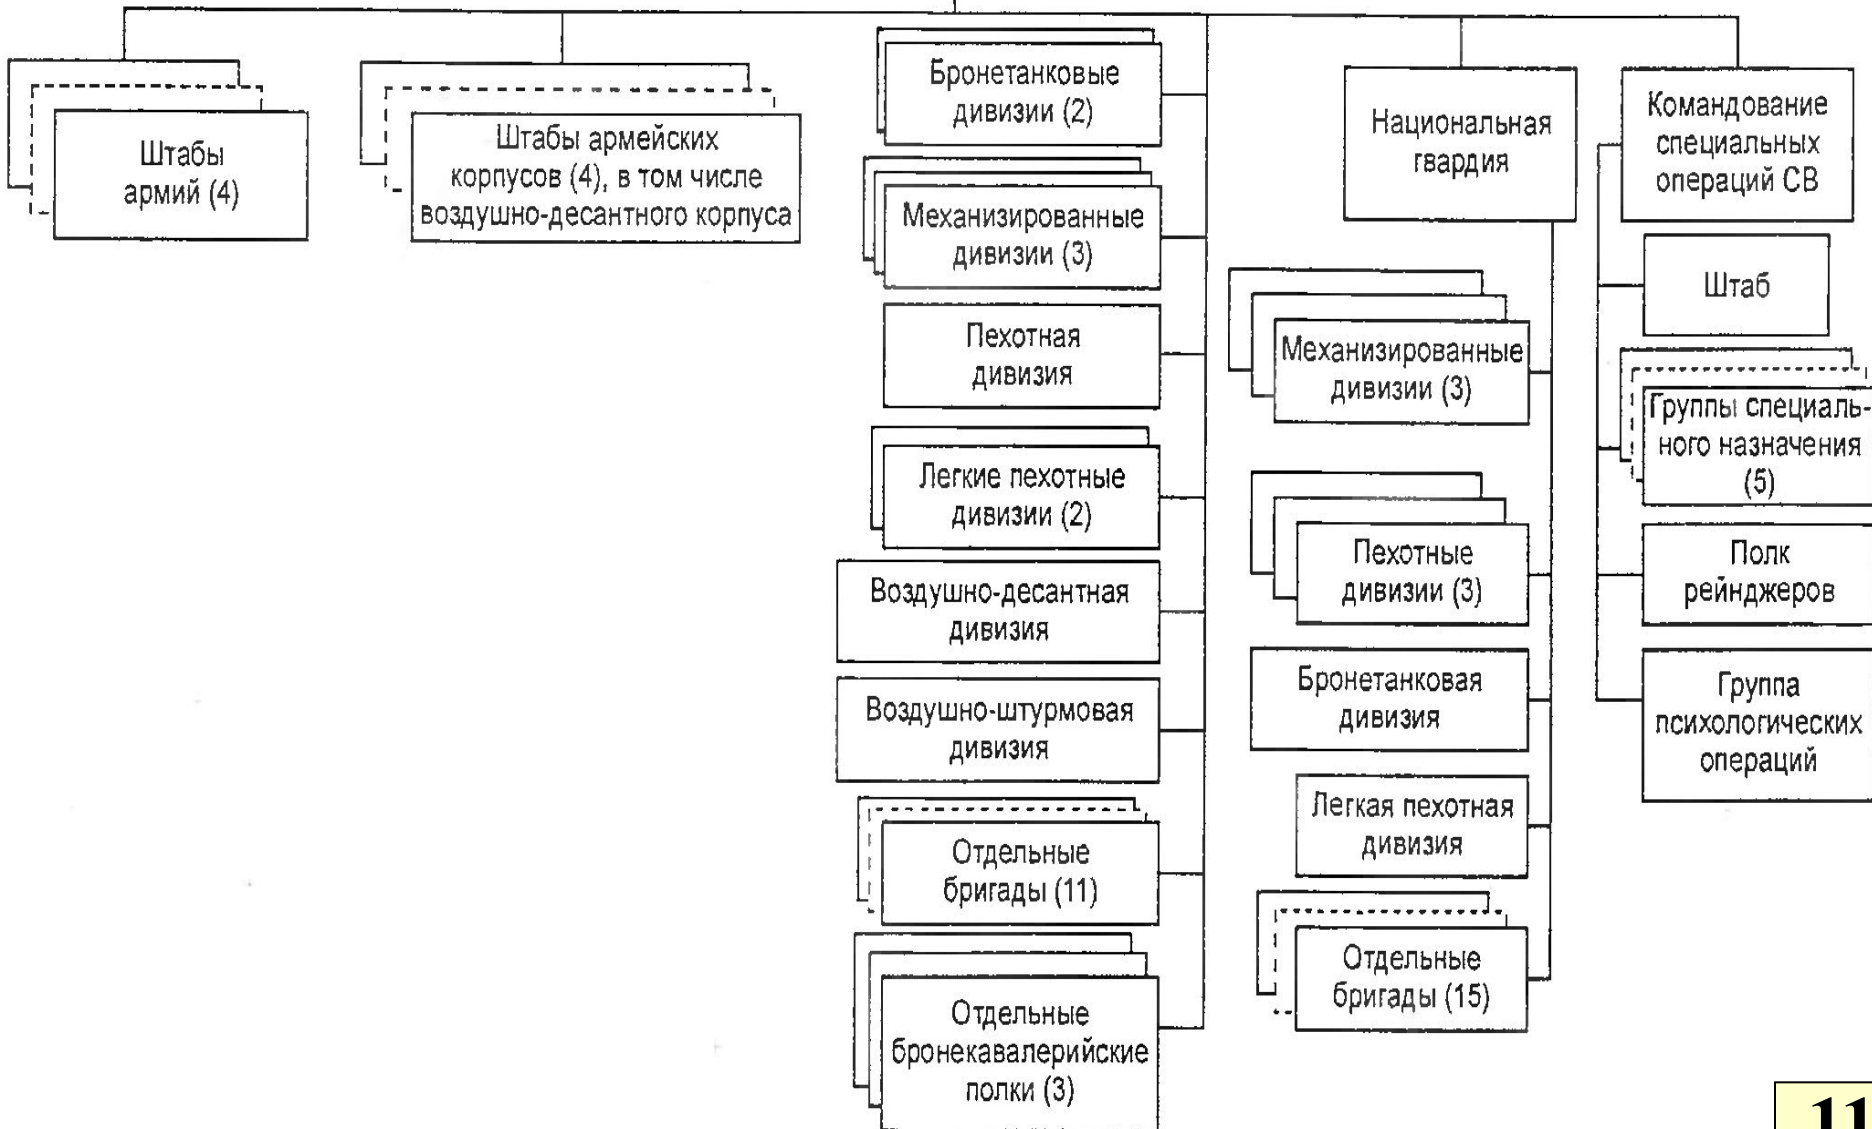 Штабы
армий (4)
Штабы армейских
корпусов (4), в том числе
воздушно-десантного корпуса
Бронетанковые
дивизии (2)
Механизированные
дивизии (3)
Пехотная
дивизия
Легкие пехотные
дивизии (2)
Воздушно-десантная
дивизия
Воздушно-штурмовая
дивизия
Отдельные
бригады (11)
Отдельные
бронекавалерийские
полки (3)
Национальная
гвардия
Механизированные
дивизии (3)
Пехотные
дивизии (3)
Бронетанковая
дивизия
Легкая пехотная
дивизия
Отдельные
бригады (15)
Командование
специальных
операций СВ
Штаб
Группы специаль-
ного назначения
(5)
Полк
рейнджеров
Группа
психологических
операций
11